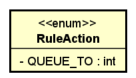 <<enum>>
RuleAction
- QUEUE_TO : int